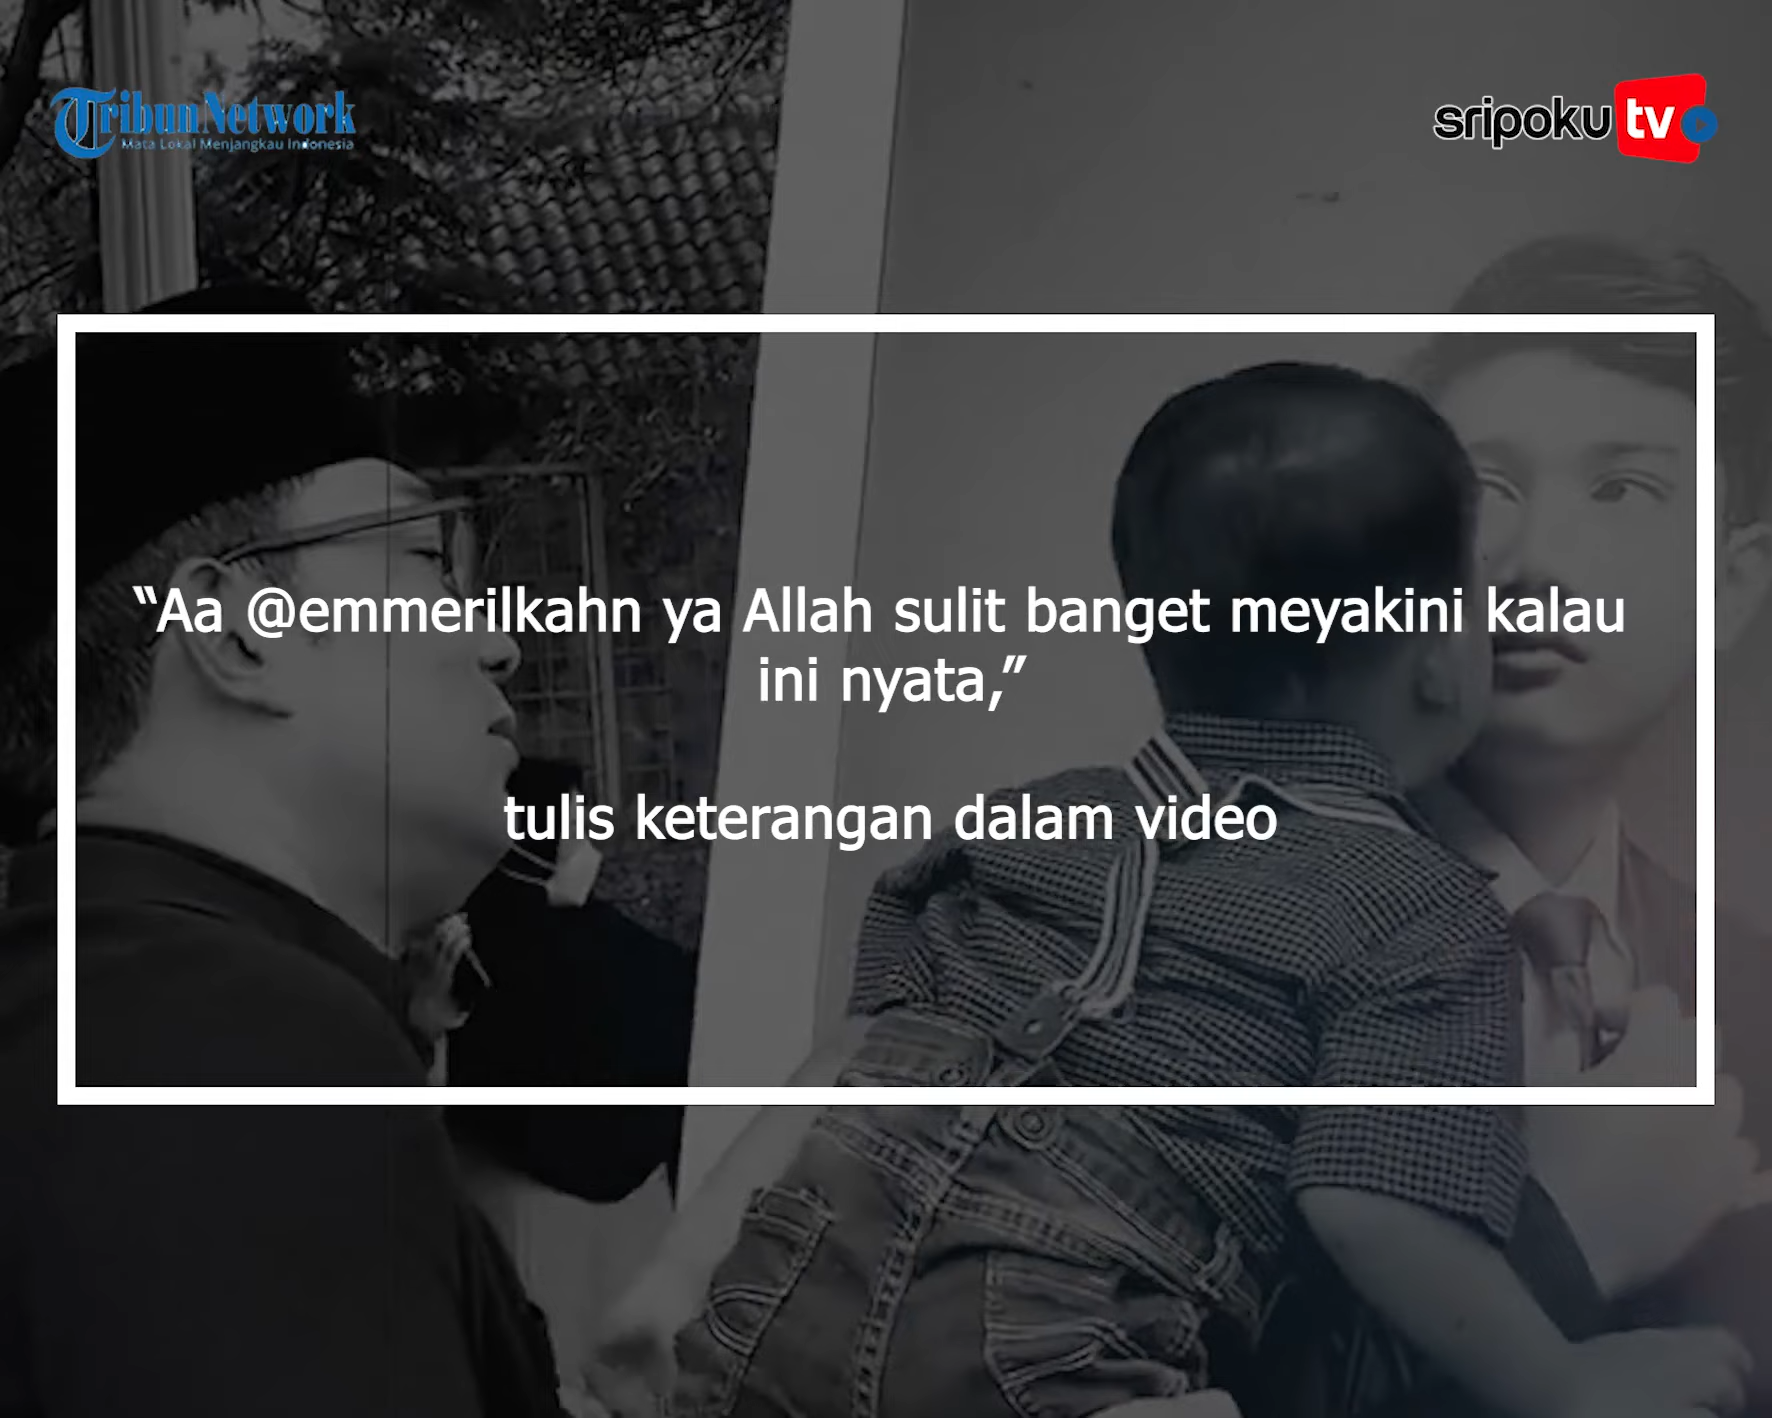 TribunNetwork
Mata Lokal Menjangkau Indonesia
sripoku tv
“Aa @emmerilkahn ya Allah sulit banget meyakini kalau
ini nyata,”
tulis keterangan dalam video